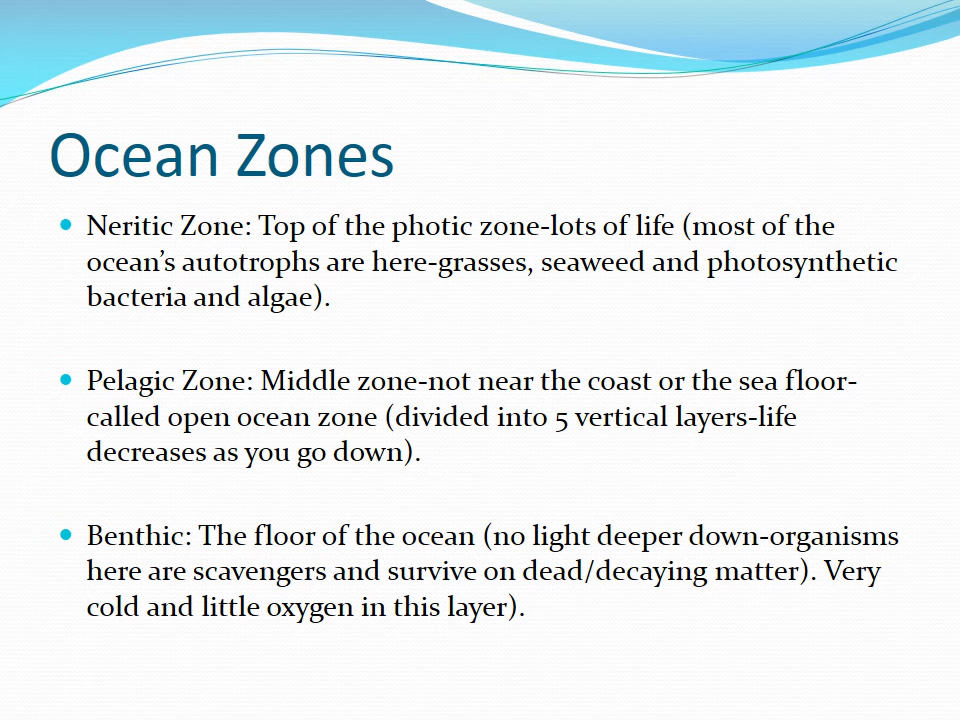 Ocean Zones
• Neritic Zone: Top of the photic zone-lots of life (most of the
ocean’s autotrophs are here-grasses, seaweed and photosynthetic
bacteria and algae).
• Pelagic Zone: Middle zone-not near the coast or the sea floor-
called open ocean zone (divided into 5 vertical layers-life
decreases as you go down).
• Benthic: The floor of the ocean (no light deeper down-organisms
here are scavengers and survive on dead/decaying matter). Very
cold and little oxygen in this layer).